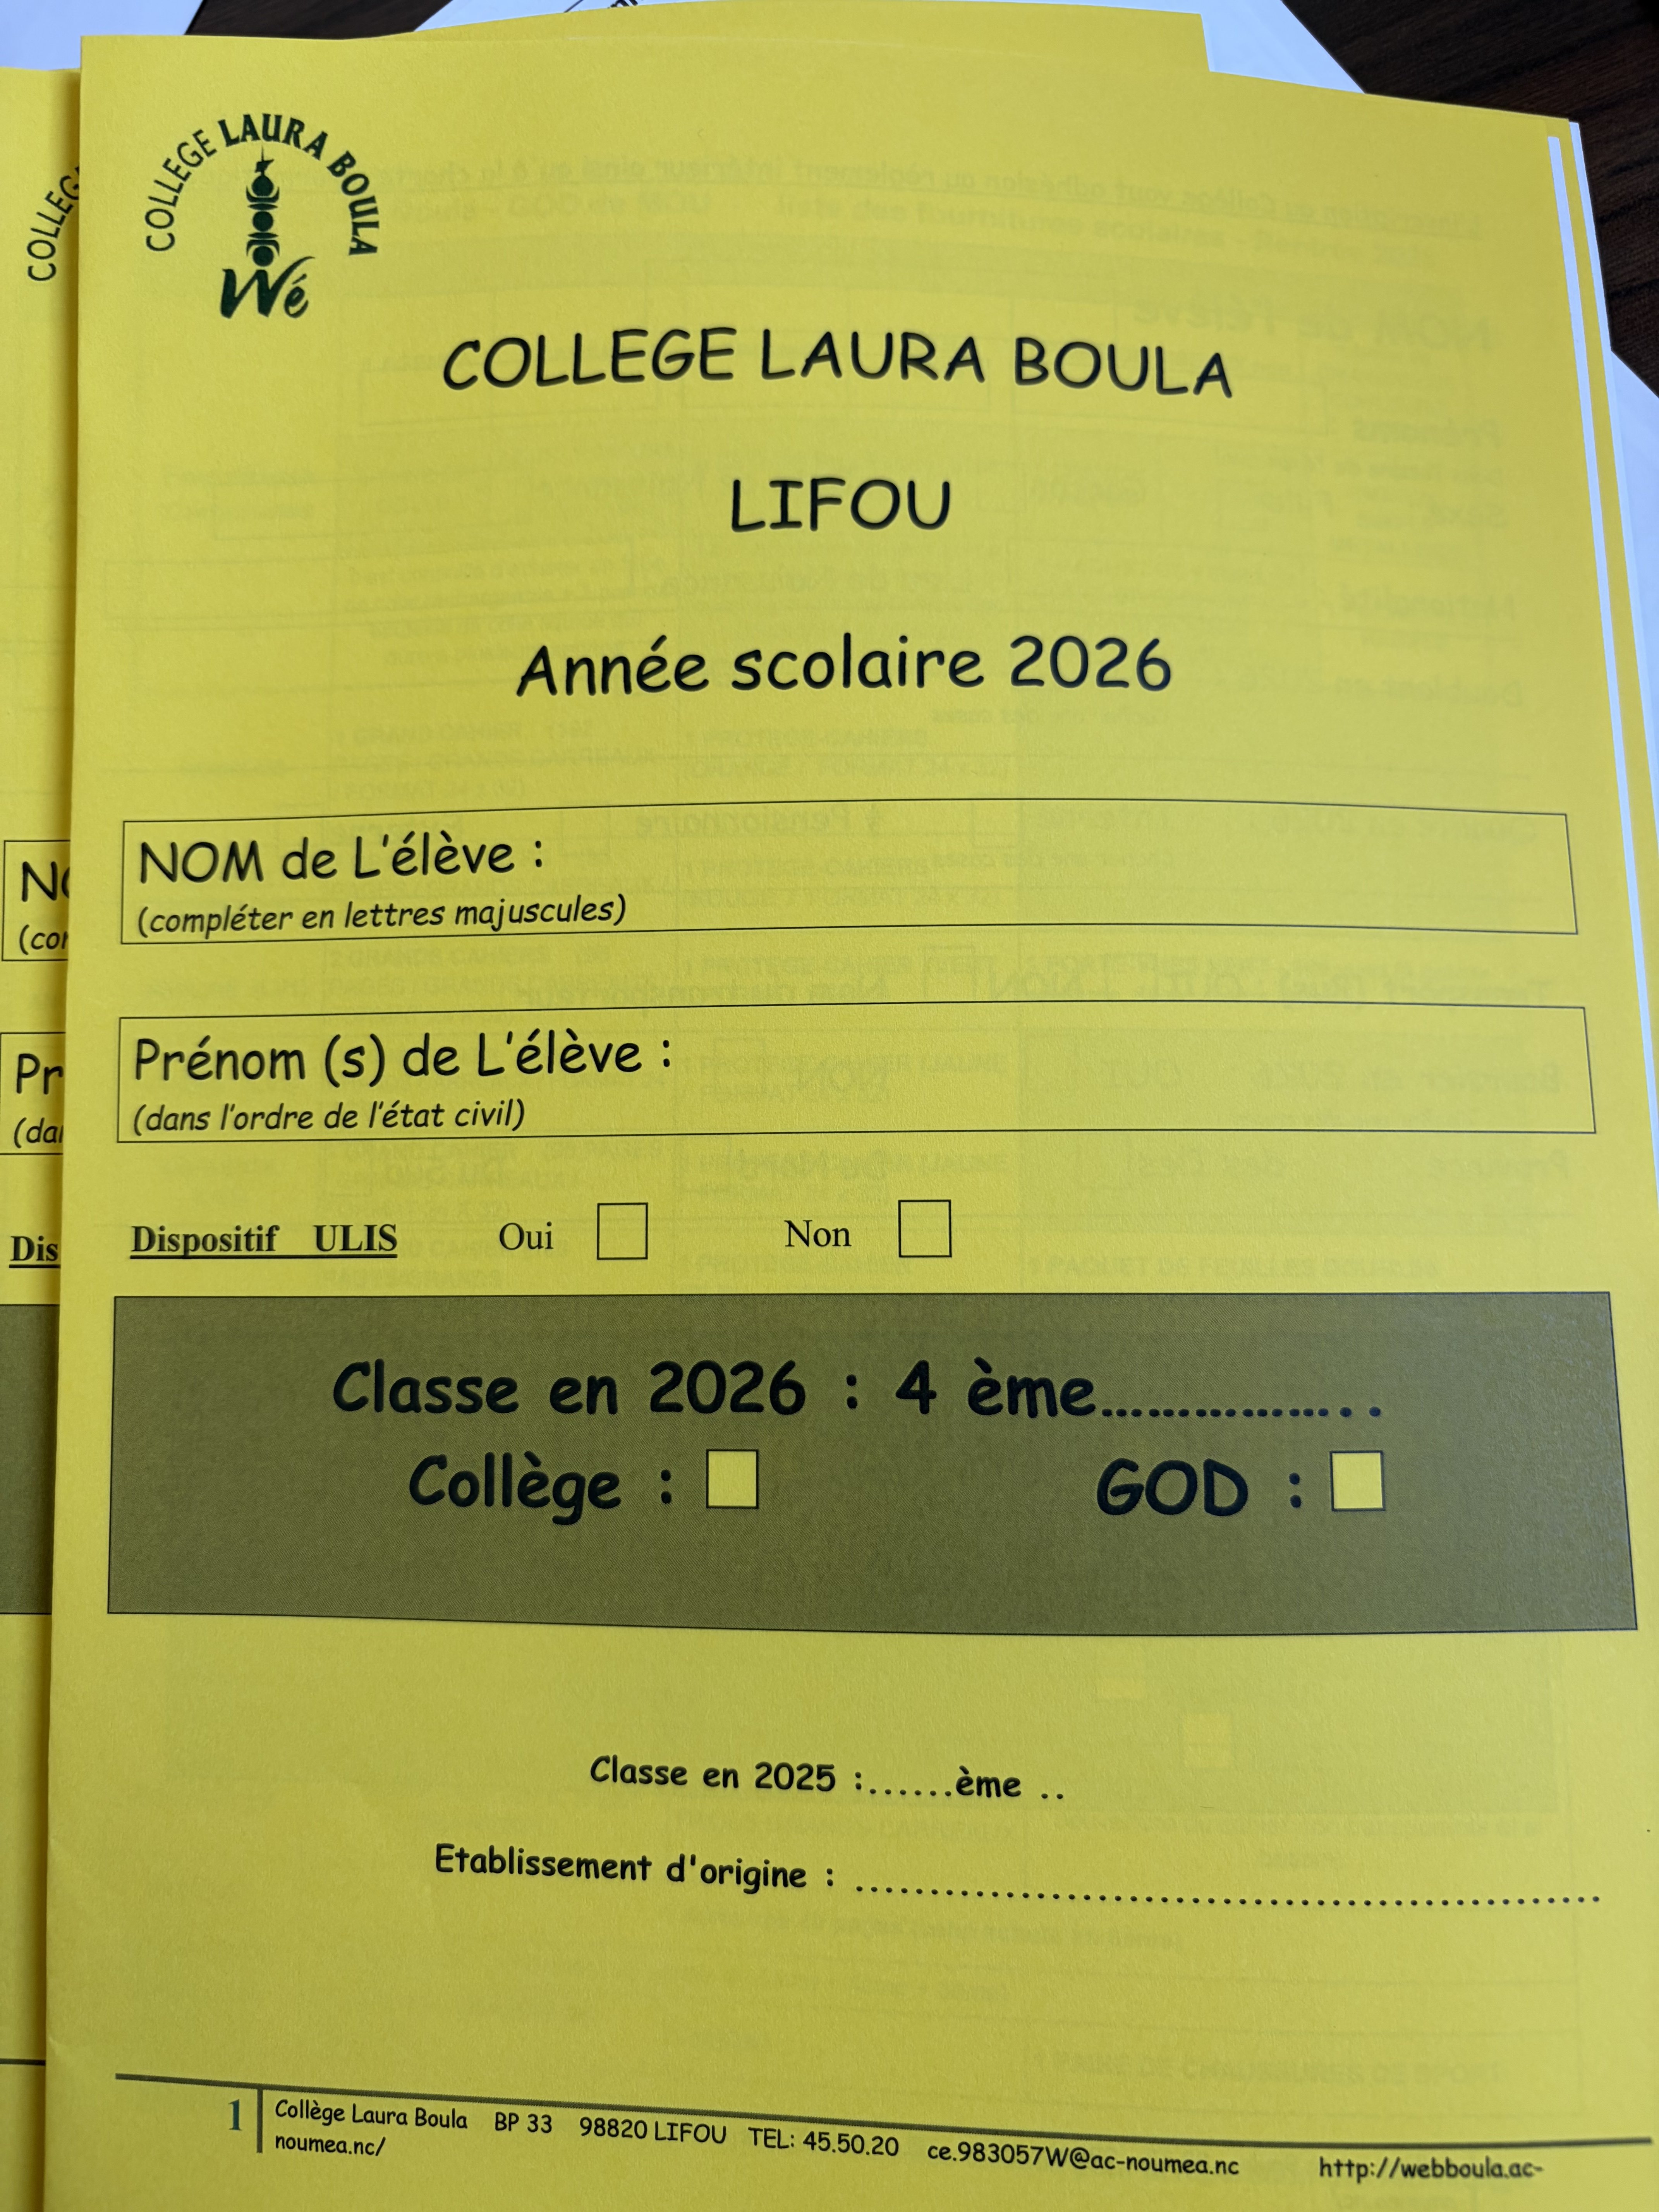 COLLEGE LAURA BOULA
Wé
COLLEGE LAURA BOULA
LIFOU
Année scolaire 2026
NOM de L'élève :
(compléter en lettres majuscules)
Prénom (s) de L'élève :
(dans l'ordre de l'état civil)
Dispositif ULIS Oui Non
Classe en 2026 : 4 ème..................
Collège : GOD :
Classe en 2025 :......ème ..
Etablissement d'origine : ..................................................
1 Collège Laura Boula BP 33 98820 LIFOU TEL: 45.50.20 ce.983057W@ac-noumea.nc http://webboula.ac-
noumea.nc/